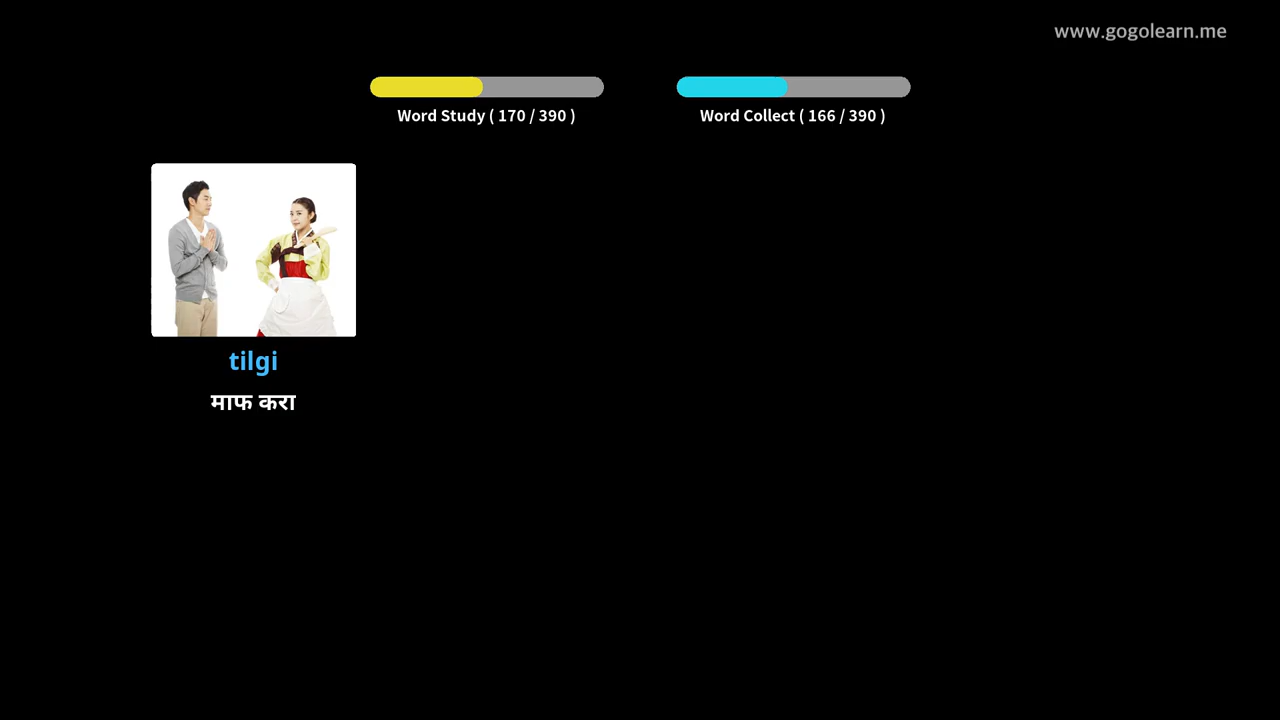 www.gogolearn.me
Word Study ( 170 / 390 )
Word Collect ( 166 / 390 )
tilgi
माफ करा